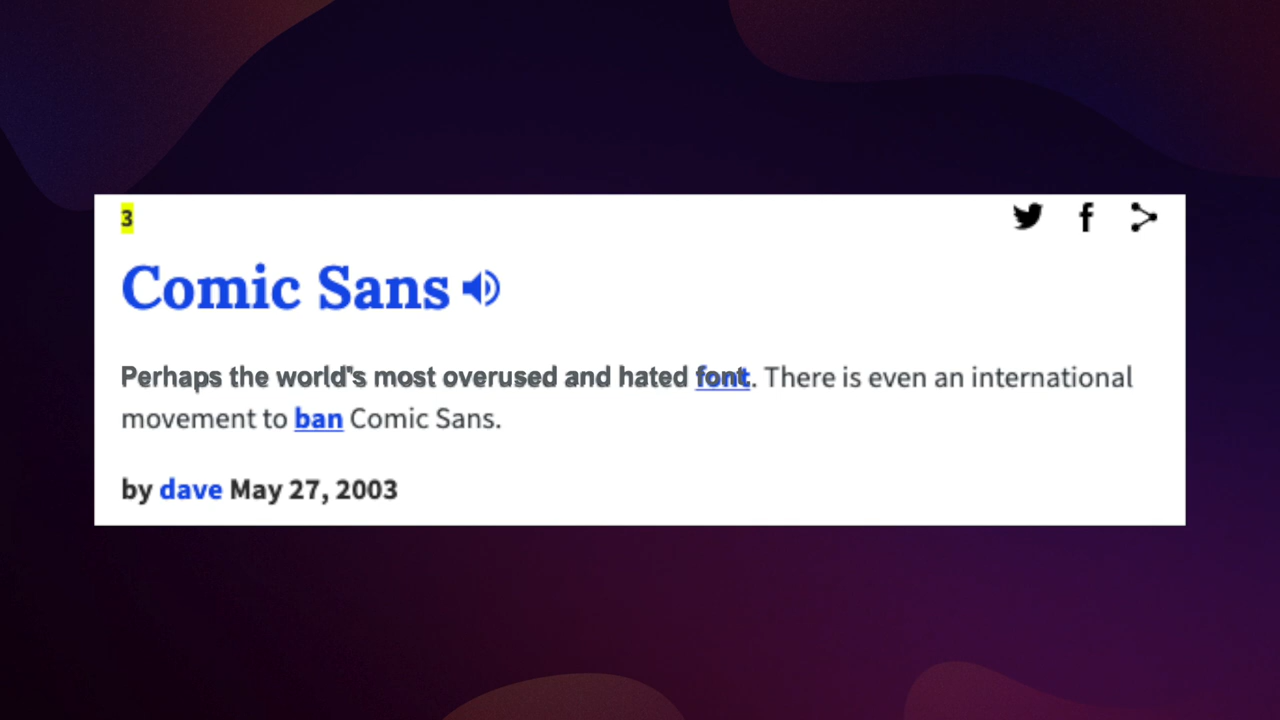 3
Comic Sans
Perhaps the world's most overused and hated font. There is even an international
movement to ban Comic Sans.
by dave May 27, 2003